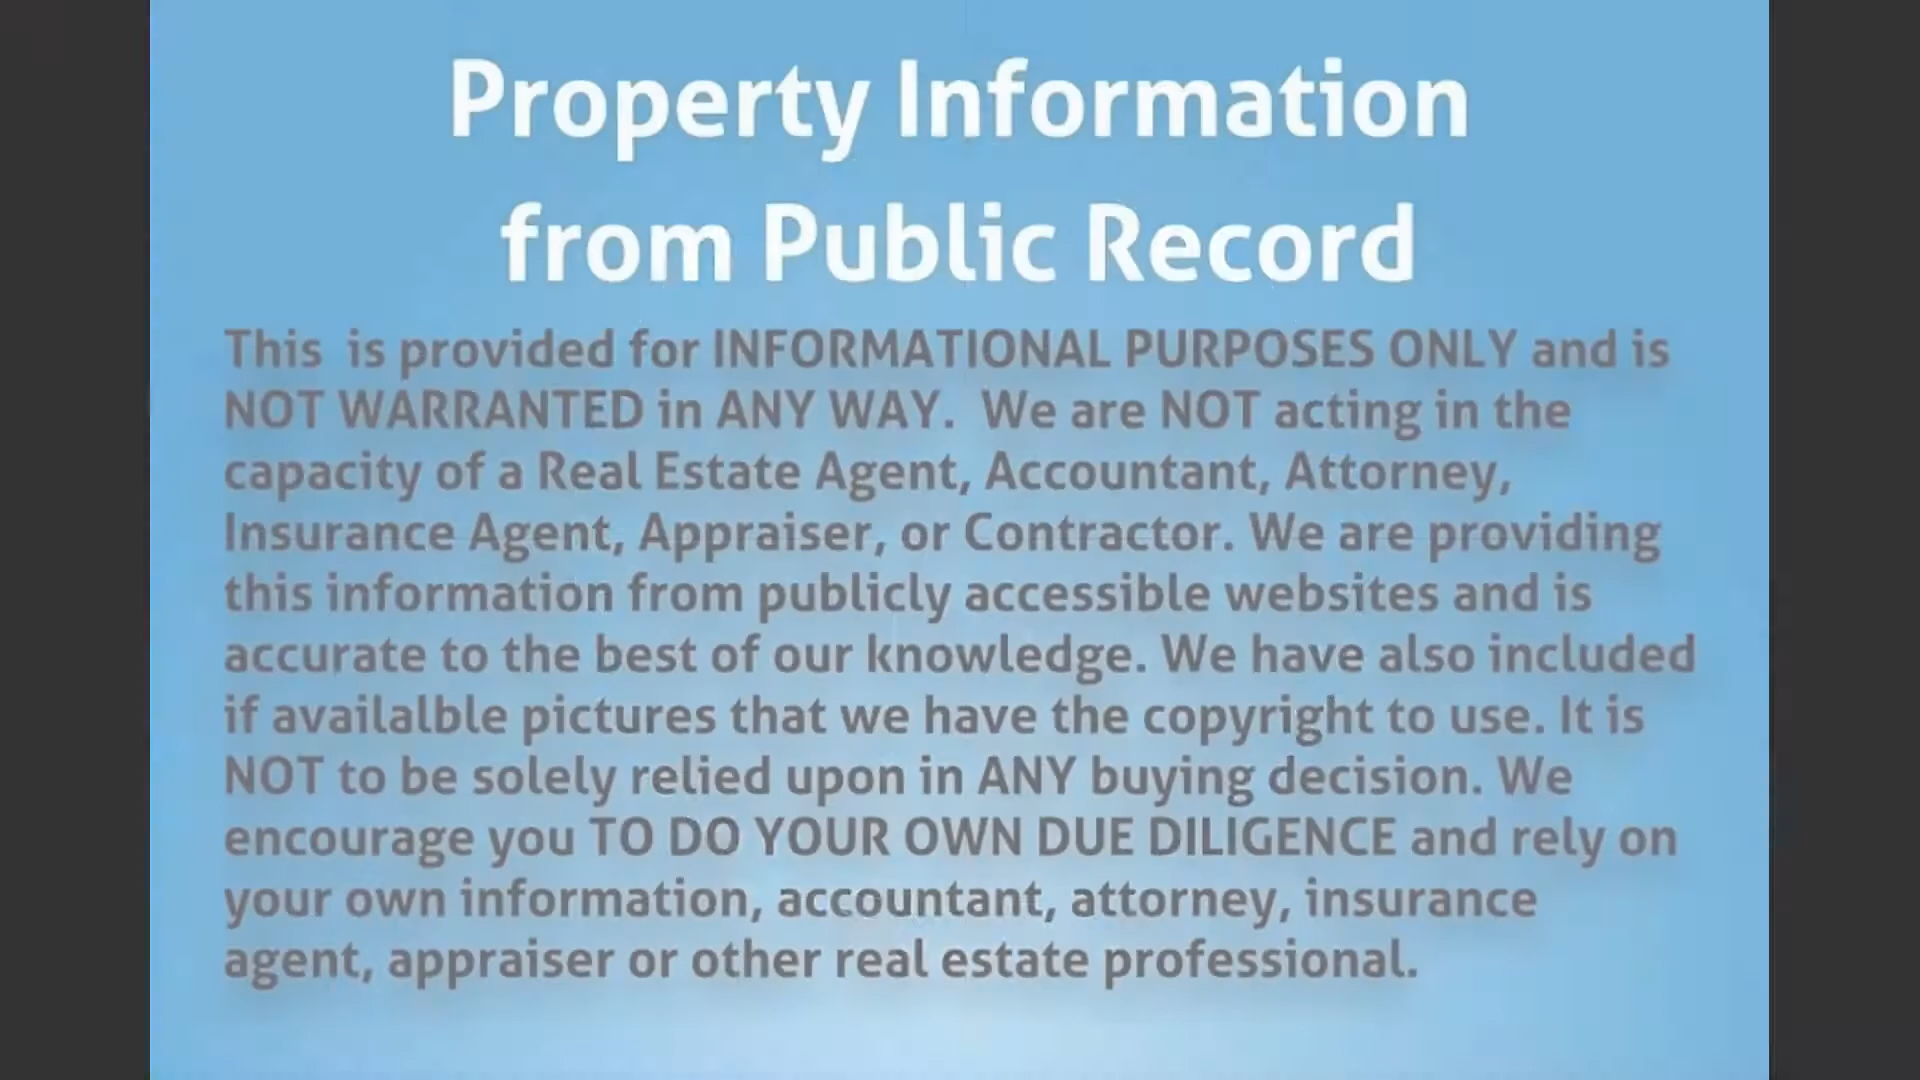 Property Information
from Public Record
This  is provided for INFORMATIONAL PURPOSES ONLY and is
NOT WARRANTED in ANY WAY.  We are NOT acting in the
capacity of a Real Estate Agent, Accountant, Attorney,
Insurance Agent, Appraiser, or Contractor. We are providing
this information from publicly accessible websites and is
accurate to the best of our knowledge. We have also included
if availalble pictures that we have the copyright to use. It is
NOT to be solely relied upon in ANY buying decision. We
encourage you TO DO YOUR OWN DUE DILIGENCE and rely on
your own information, accountant, attorney, insurance
agent, appraiser or other real estate professional.